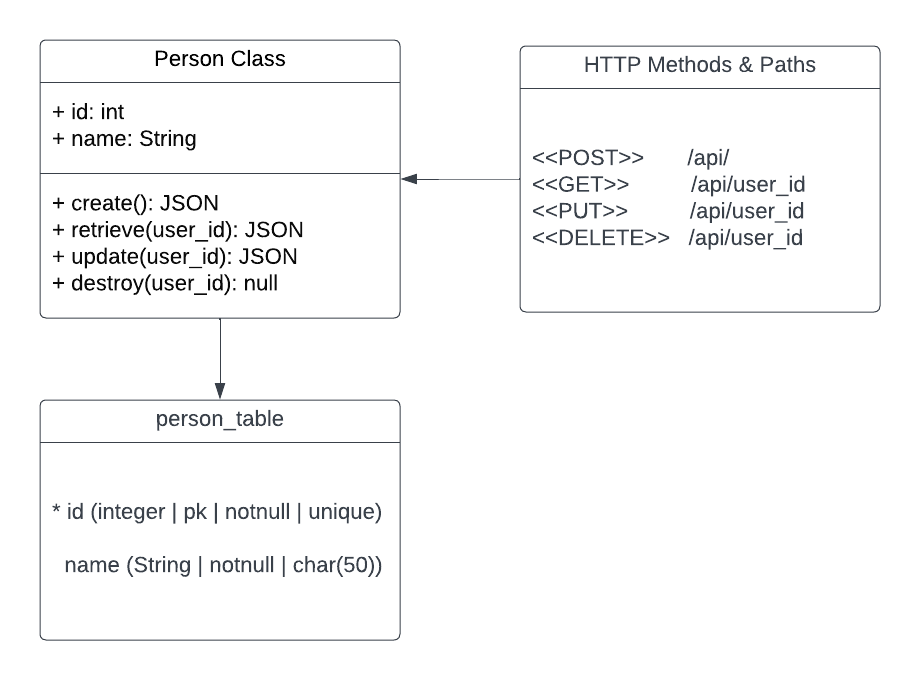 Person Class
+ id: int
+ name: String
+ create(): JSON
+ retrieve(user_id): JSON
+ update(user_id): JSON
+ destroy(user_id): null
HTTP Methods & Paths
<<POST>> /api/
<<GET>> /api/user_id
<<PUT>> /api/user_id
<<DELETE>> /api/user_id
person_table
* id (integer | pk | notnull | unique)
name (String | notnull | char(50))